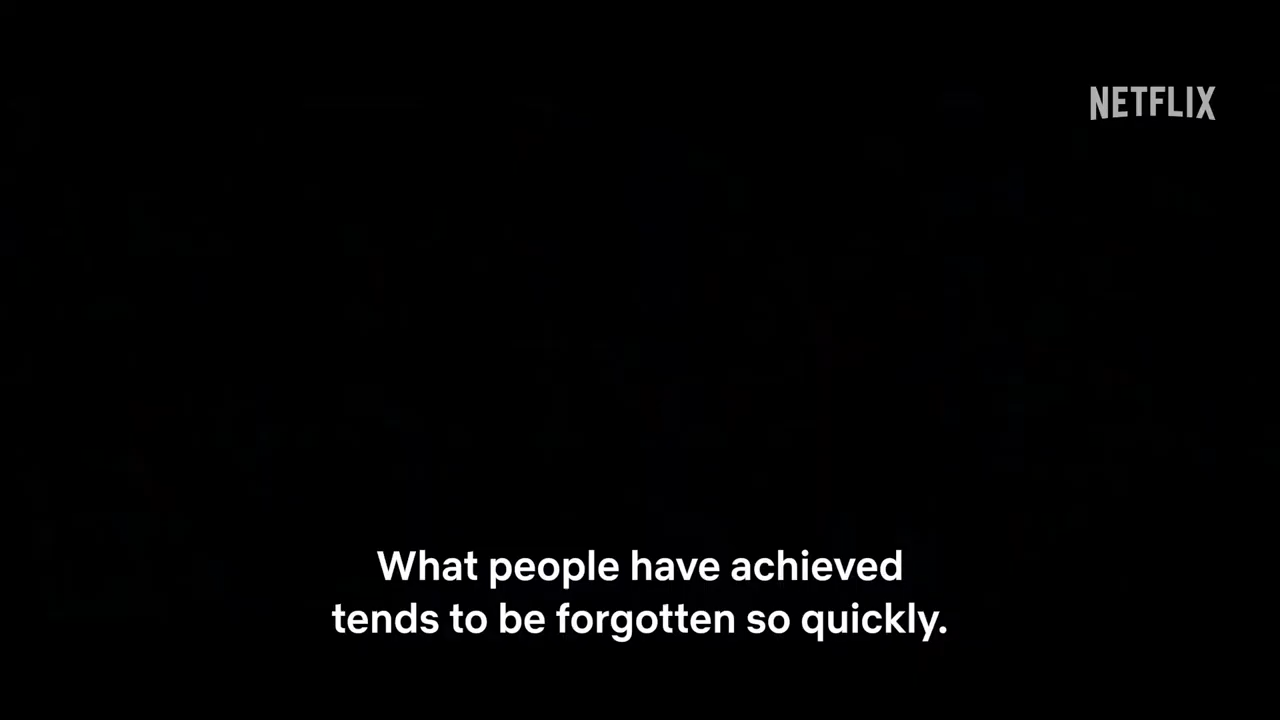 NETFLIX
What people have achieved
tends to be forgotten so quickly.